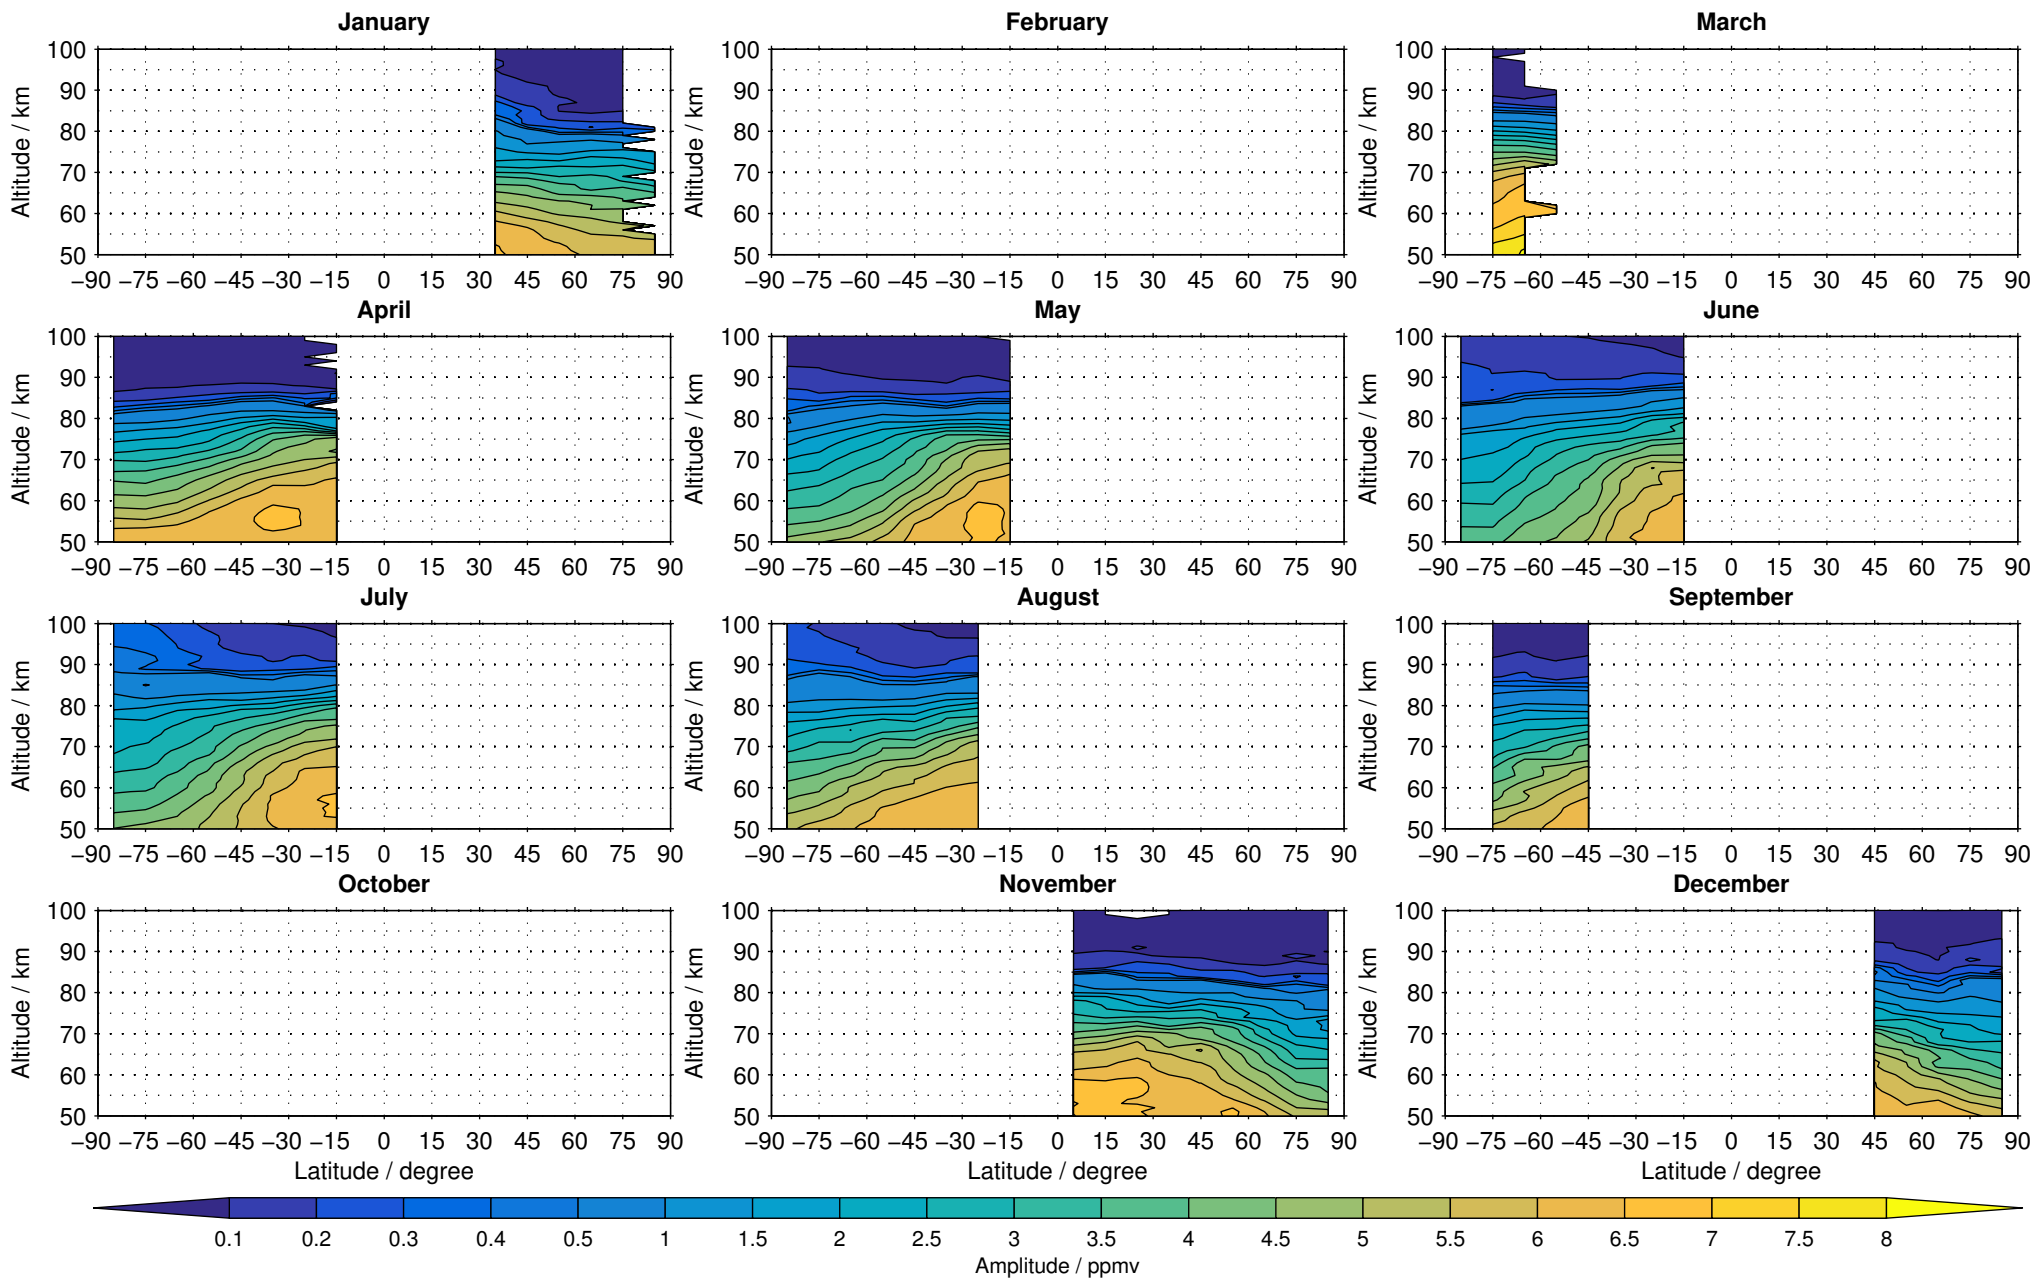 January February March
100 100 100
90 90 90
80 80 80
70 70 70
60 60 60
50 50 50
Altitude / km Altitude / km Altitude / km
−90 −75 −60 −45 −30 −15 0 15 30 45 60 75 90 −90 −75 −60 −45 −30 −15 0 15 30 45 60 75 90 −90 −75 −60 −45 −30 −15 0 15 30 45 60 75 90
April May June
100 100 100
90 90 90
80 80 80
70 70 70
60 60 60
50 50 50
Altitude / km Altitude / km Altitude / km
−90 −75 −60 −45 −30 −15 0 15 30 45 60 75 90 −90 −75 −60 −45 −30 −15 0 15 30 45 60 75 90 −90 −75 −60 −45 −30 −15 0 15 30 45 60 75 90
July August September
100 100 100
90 90 90
80 80 80
70 70 70
60 60 60
50 50 50
Altitude / km Altitude / km Altitude / km
−90 −75 −60 −45 −30 −15 0 15 30 45 60 75 90 −90 −75 −60 −45 −30 −15 0 15 30 45 60 75 90 −90 −75 −60 −45 −30 −15 0 15 30 45 60 75 90
October November December
100 100 100
90 90 90
80 80 80
70 70 70
60 60 60
50 50 50
Altitude / km Altitude / km Altitude / km
−90 −75 −60 −45 −30 −15 0 15 30 45 60 75 90 −90 −75 −60 −45 −30 −15 0 15 30 45 60 75 90 −90 −75 −60 −45 −30 −15 0 15 30 45 60 75 90
Latitude / degree Latitude / degree Latitude / degree
0.1 0.2 0.3 0.4 0.5 1 1.5 2 2.5 3 3.5 4 4.5 5 5.5 6 6.5 7 7.5 8
Amplitude / ppmv